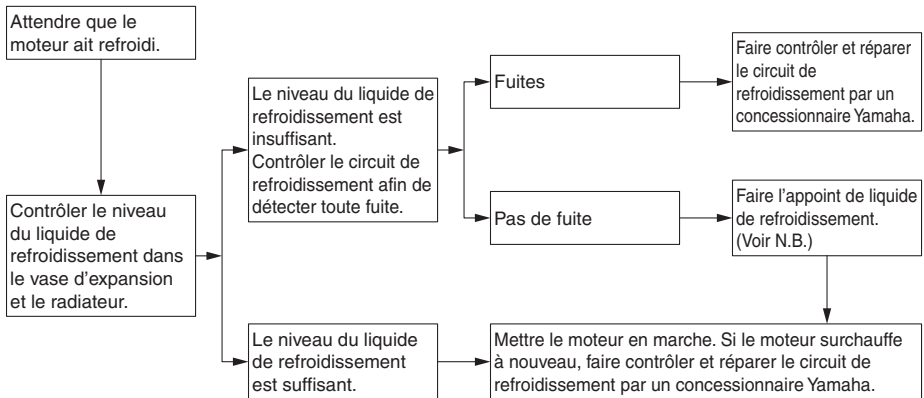 Attendre que le
moteur ait refroidi.
Contrôler le niveau
du liquide de
refroidissement dans
le vase d'expansion
et le radiateur.
Le niveau du liquide de
refroidissement est
insuffisant.
Contrôler le circuit de
refroidissement afin de
détecter toute fuite.
Fuites
Faire contrôler et réparer
le circuit de
refroidissement par un
concessionnaire Yamaha.
Pas de fuite
Faire l'appoint de liquide
de refroidissement.
(Voir N.B.)
Le niveau du liquide
de refroidissement
est suffisant.
Mettre le moteur en marche. Si le moteur surchauffe
à nouveau, faire contrôler et réparer le circuit de
refroidissement par un concessionnaire Yamaha.